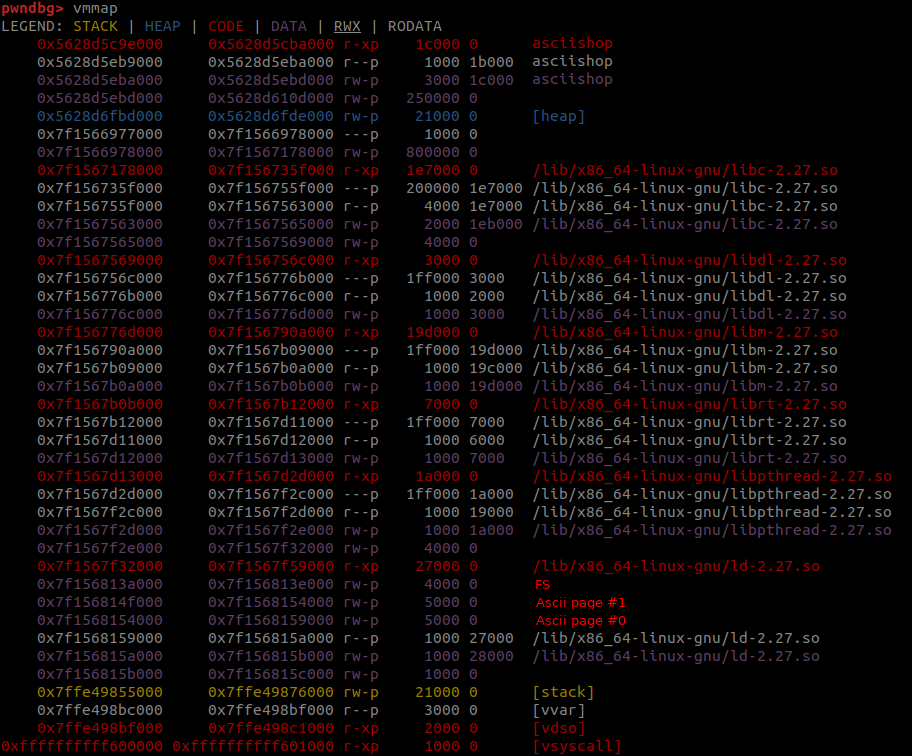 pwndbg> vmmap
LEGEND: STACK | HEAP | CODE | DATA | RWX | RODATA
0x5628d5c9e000 0x5628d5cba000 r-xp 1c000 0 asciishop
0x5628d5eb9000 0x5628d5eba000 r--p 1000 1b000 asciishop
0x5628d5eba000 0x5628d5ebd000 rw-p 3000 1c000 asciishop
0x5628d5ebd000 0x5628d610d000 rw-p 250000 0
0x5628d6fbd000 0x5628d6fde000 rw-p 21000 0 [heap]
0x7f1566977000 0x7f1566978000 ---p 1000 0
0x7f1566978000 0x7f1567178000 rw-p 800000 0
0x7f1567178000 0x7f156735f000 r-xp 1e7000 0 /lib/x86_64-linux-gnu/libc-2.27.so
0x7f156735f000 0x7f156755f000 ---p 200000 1e7000 /lib/x86_64-linux-gnu/libc-2.27.so
0x7f156755f000 0x7f1567563000 r--p 4000 1e7000 /lib/x86_64-linux-gnu/libc-2.27.so
0x7f1567563000 0x7f1567565000 rw-p 2000 1eb000 /lib/x86_64-linux-gnu/libc-2.27.so
0x7f1567565000 0x7f1567569000 rw-p 4000 0
0x7f1567569000 0x7f156756c000 r-xp 3000 0 /lib/x86_64-linux-gnu/libdl-2.27.so
0x7f156756c000 0x7f156776b000 ---p 1ff000 3000 /lib/x86_64-linux-gnu/libdl-2.27.so
0x7f156776b000 0x7f156776c000 r--p 1000 2000 /lib/x86_64-linux-gnu/libdl-2.27.so
0x7f156776c000 0x7f156776d000 rw-p 1000 3000 /lib/x86_64-linux-gnu/libdl-2.27.so
0x7f156776d000 0x7f156790a000 r-xp 19d000 0 /lib/x86_64-linux-gnu/libm-2.27.so
0x7f156790a000 0x7f1567b09000 ---p 1ff000 19d000 /lib/x86_64-linux-gnu/libm-2.27.so
0x7f1567b09000 0x7f1567b0a000 r--p 1000 19c000 /lib/x86_64-linux-gnu/libm-2.27.so
0x7f1567b0a000 0x7f1567b0b000 rw-p 1000 19d000 /lib/x86_64-linux-gnu/libm-2.27.so
0x7f1567b0b000 0x7f1567b12000 r-xp 7000 0 /lib/x86_64-linux-gnu/librt-2.27.so
0x7f1567b12000 0x7f1567d11000 ---p 1ff000 7000 /lib/x86_64-linux-gnu/librt-2.27.so
0x7f1567d11000 0x7f1567d12000 r--p 1000 6000 /lib/x86_64-linux-gnu/librt-2.27.so
0x7f1567d12000 0x7f1567d13000 rw-p 1000 7000 /lib/x86_64-linux-gnu/librt-2.27.so
0x7f1567d13000 0x7f1567d2d000 r-xp 1a000 0 /lib/x86_64-linux-gnu/libpthread-2.27.so
0x7f1567d2d000 0x7f1567f2c000 ---p 1ff000 1a000 /lib/x86_64-linux-gnu/libpthread-2.27.so
0x7f1567f2c000 0x7f1567f2d000 r--p 1000 19000 /lib/x86_64-linux-gnu/libpthread-2.27.so
0x7f1567f2d000 0x7f1567f2e000 rw-p 1000 1a000 /lib/x86_64-linux-gnu/libpthread-2.27.so
0x7f1567f2e000 0x7f1567f32000 rw-p 4000 0
0x7f1567f32000 0x7f1567f59000 r-xp 27000 0 /lib/x86_64-linux-gnu/ld-2.27.so
0x7f156813a000 0x7f156813e000 rw-p 4000 0 FS
0x7f156814f000 0x7f1568154000 rw-p 5000 0 Ascii page #1
0x7f1568154000 0x7f1568159000 rw-p 5000 0 Ascii page #0
0x7f1568159000 0x7f156815a000 r--p 1000 27000 /lib/x86_64-linux-gnu/ld-2.27.so
0x7f156815a000 0x7f156815b000 rw-p 1000 28000 /lib/x86_64-linux-gnu/ld-2.27.so
0x7f156815b000 0x7f156815c000 rw-p 1000 0
0x7ffe49855000 0x7ffe49876000 rw-p 21000 0 [stack]
0x7ffe498bc000 0x7ffe498bf000 r--p 3000 0 [vvar]
0x7ffe498bf000 0x7ffe498c1000 r-xp 2000 0 [vdso]
0xffffffffff600000 0xffffffffff601000 r-xp 1000 0 [vsyscall]